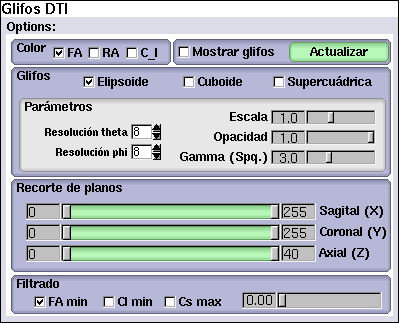 Glifos DTI
Options:
Color FA RA C_l Mostrar glifos Actualizar
Glifos Elipsoide Cuboide Supercuádrica
Parámetros
Resolución theta 8
Resolución phi 8
Escala 1.0
Opacidad 1.0
Gamma (Spq.) 3.0
Recorte de planos
0 255 Sagital (X)
0 255 Coronal (Y)
0 40 Axial (Z)
Filtrado
FA min Cl min Cs max 0.00